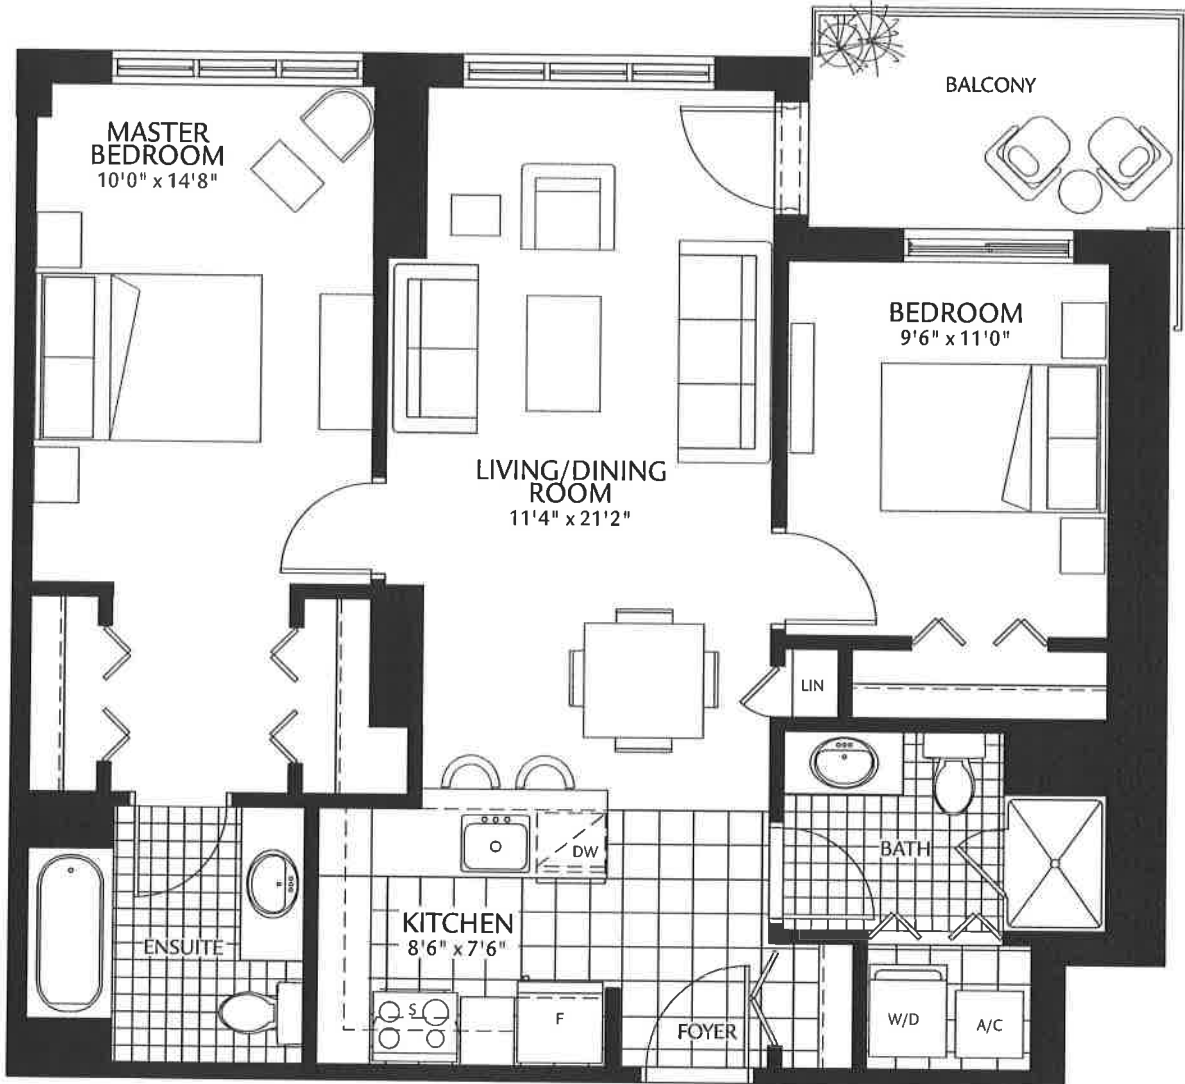 BALCONY
MASTER
BEDROOM
10'0" x 14'8"
BEDROOM
9'6" x 11'0"
LIVING/DINING
ROOM
11'4" x 21'2"
LIN
DW
BATH
KITCHEN
8'6" x 7'6"
ENSUITE
S
F
FOYER
W/D
A/C